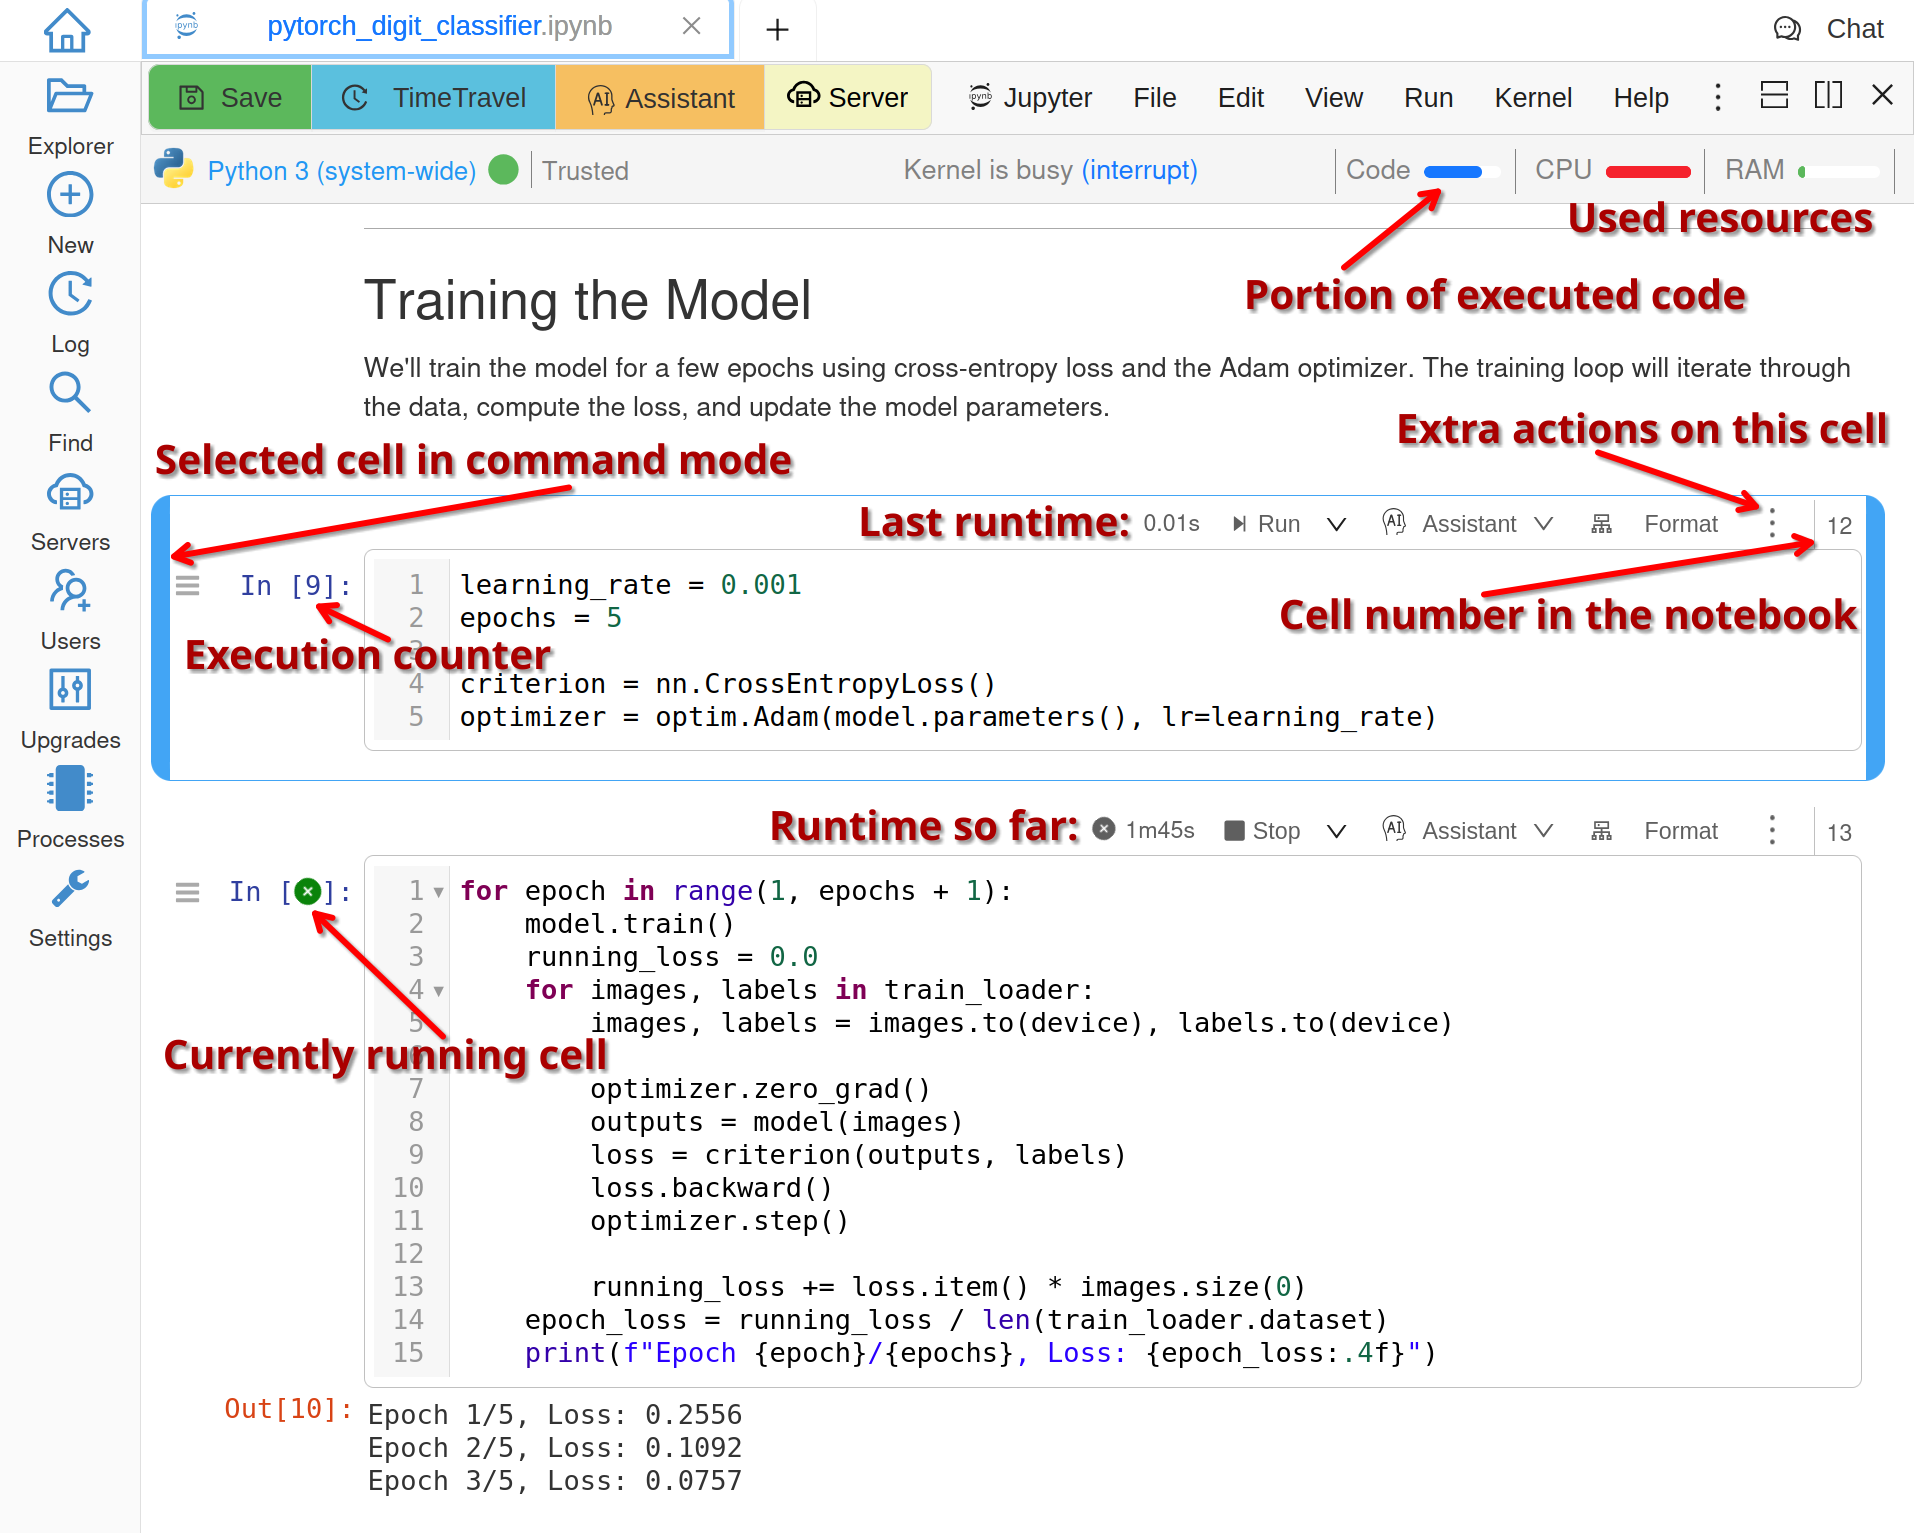 pytorch_digit_classifier.ipynb
Chat
Save
TimeTravel
Assistant
Server
Jupyter
File
Edit
View
Run
Kernel
Help
Explorer
New
Log
Find
Servers
Users
Upgrades
Processes
Settings
Python 3 (system-wide)
Trusted
Kernel is busy (interrupt)
Code
CPU
RAM
Used resources
Portion of executed code
Training the Model
We'll train the model for a few epochs using cross-entropy loss and the Adam optimizer. The training loop will iterate through
the data, compute the loss, and update the model parameters.
Extra actions on this cell
Selected cell in command mode
Last runtime: 0.01s Run Assistant Format 12
Cell number in the notebook
In [9]:
Execution counter
1 learning_rate = 0.001
2 epochs = 5
3
4 criterion = nn.CrossEntropyLoss()
5 optimizer = optim.Adam(model.parameters(), lr=learning_rate)
Runtime so far: 1m45s Stop Assistant Format 13
In [ ]:
Currently running cell
1 for epoch in range(1, epochs + 1):
2 model.train()
3 running_loss = 0.0
4 for images, labels in train_loader:
5 images, labels = images.to(device), labels.to(device)
6
7 optimizer.zero_grad()
8 outputs = model(images)
9 loss = criterion(outputs, labels)
10 loss.backward()
11 optimizer.step()
12
13 running_loss += loss.item() * images.size(0)
14 epoch_loss = running_loss / len(train_loader.dataset)
15 print(f"Epoch {epoch}/{epochs}, Loss: {epoch_loss:.4f}")
Out[10]:
Epoch 1/5, Loss: 0.2556
Epoch 2/5, Loss: 0.1092
Epoch 3/5, Loss: 0.0757